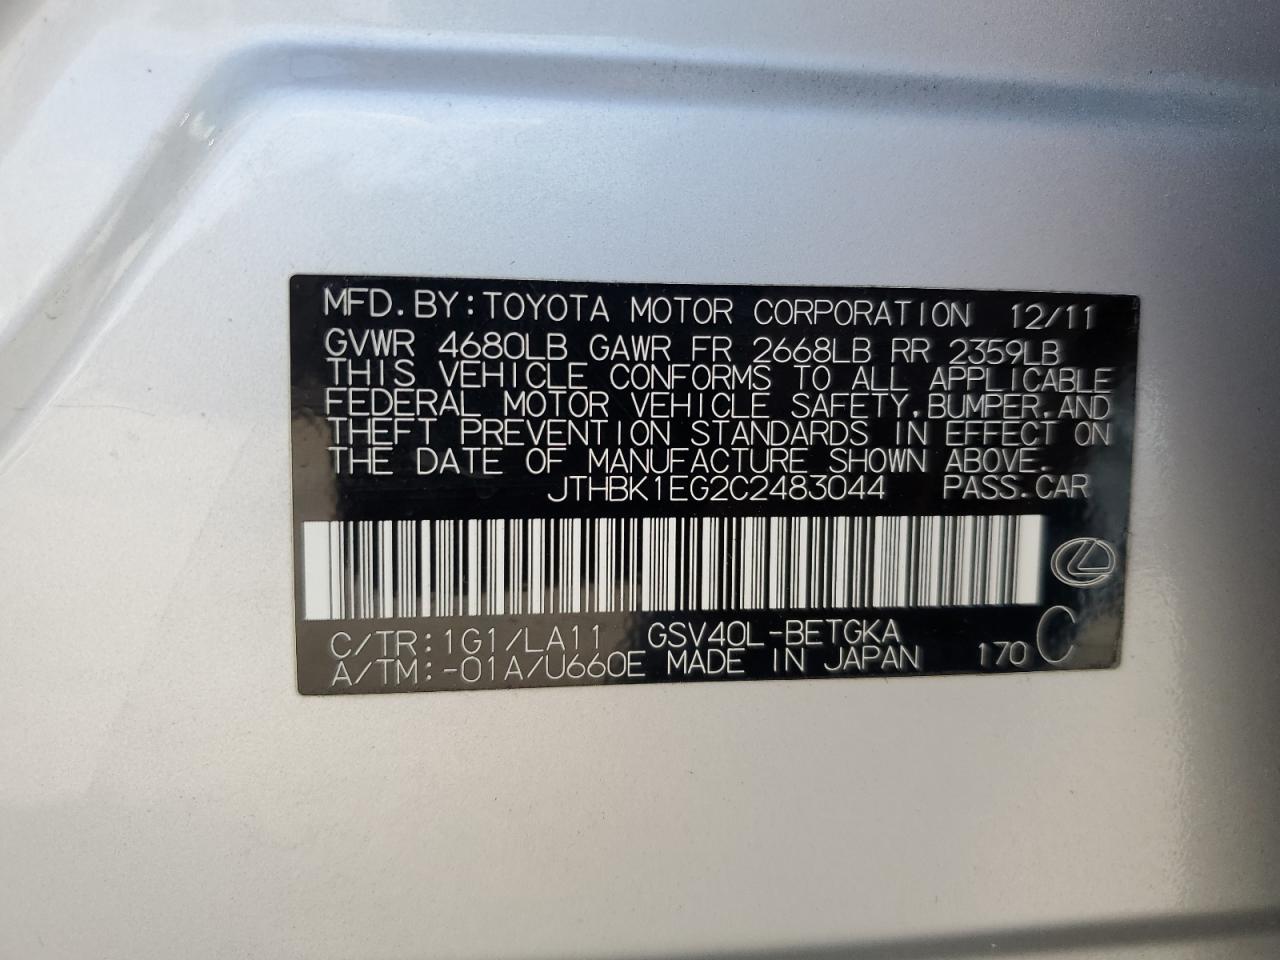 MFD. BY: TOYOTA MOTOR CORPORATION 12/11
GVWR 4680LB GAWR FR 2668LB RR 2359LB
THIS VEHICLE CONFORMS TO ALL APPLICABLE
FEDERAL MOTOR VEHICLE SAFETY, BUMPER, AND
THEFT PREVENTION STANDARDS IN EFFECT ON
THE DATE OF MANUFACTURE SHOWN ABOVE.
JTHBK1EG2C2483044 PASS. CAR
C/TR: 1G1/LA11 GSV40L-BETGKA
A/TM: -01A/U660E MADE IN JAPAN 170 C